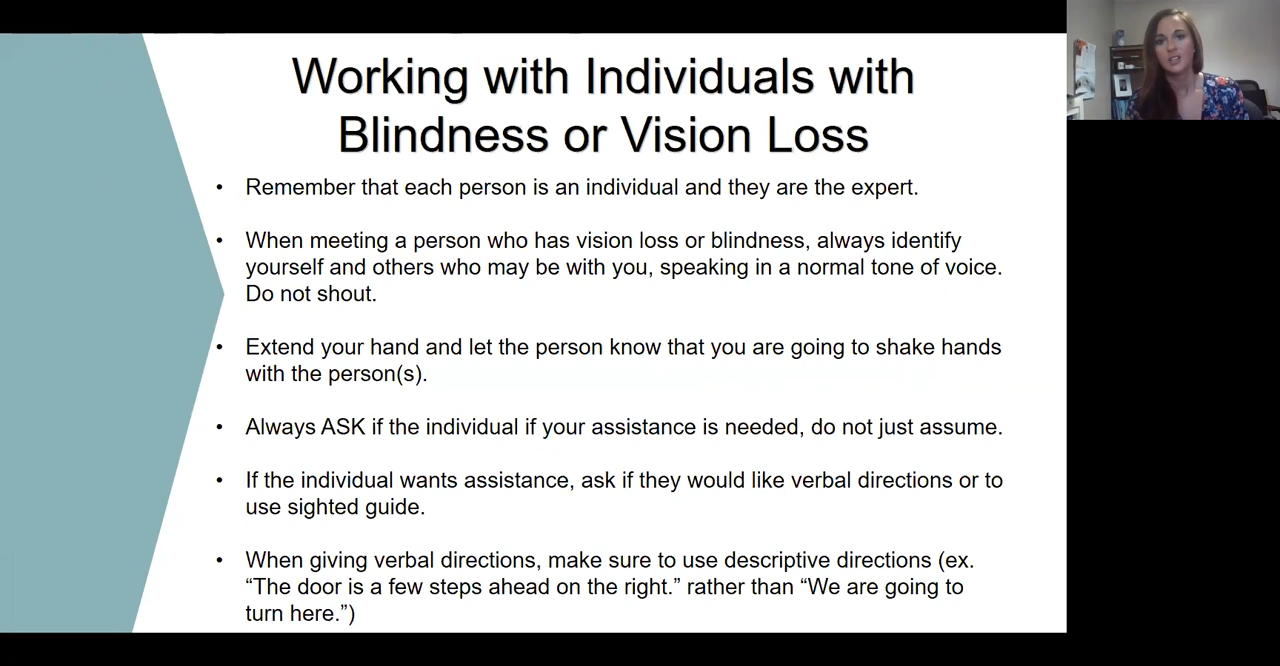 Working with Individuals with
Blindness or Vision Loss
• Remember that each person is an individual and they are the expert.
• When meeting a person who has vision loss or blindness, always identify
yourself and others who may be with you, speaking in a normal tone of voice.
Do not shout.
• Extend your hand and let the person know that you are going to shake hands
with the person(s).
• Always ASK if the individual if your assistance is needed, do not just assume.
• If the individual wants assistance, ask if they would like verbal directions or to
use sighted guide.
• When giving verbal directions, make sure to use descriptive directions (ex.
“The door is a few steps ahead on the right.” rather than “We are going to
turn here.”)